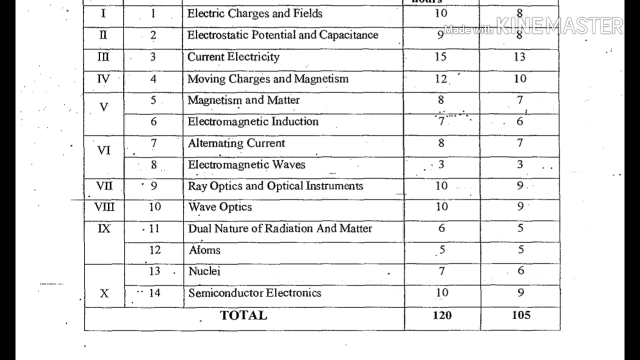 hours
I 1 Electric Charges and Fields 10 8
Made with KINEMASTER
II 2 Electrostatic Potential and Capacitance 9 8
III 3 Current Electricity 15 13
IV 4 Moving Charges and Magnetism 12 10
V 5 Magnetism and Matter 8 7
6 Electromagnetic Induction 7 6
VI 7 Alternating Current 8 7
8 Electromagnetic Waves 3 3
VII 9 Ray Optics and Optical Instruments 10 9
VIII 10 Wave Optics 10 9
IX 11 Dual Nature of Radiation And Matter 6 5
12 Afoms 5 5
13 Nuclei 7 6
X 14 Semiconductor Electronics 10 9
TOTAL 120 105